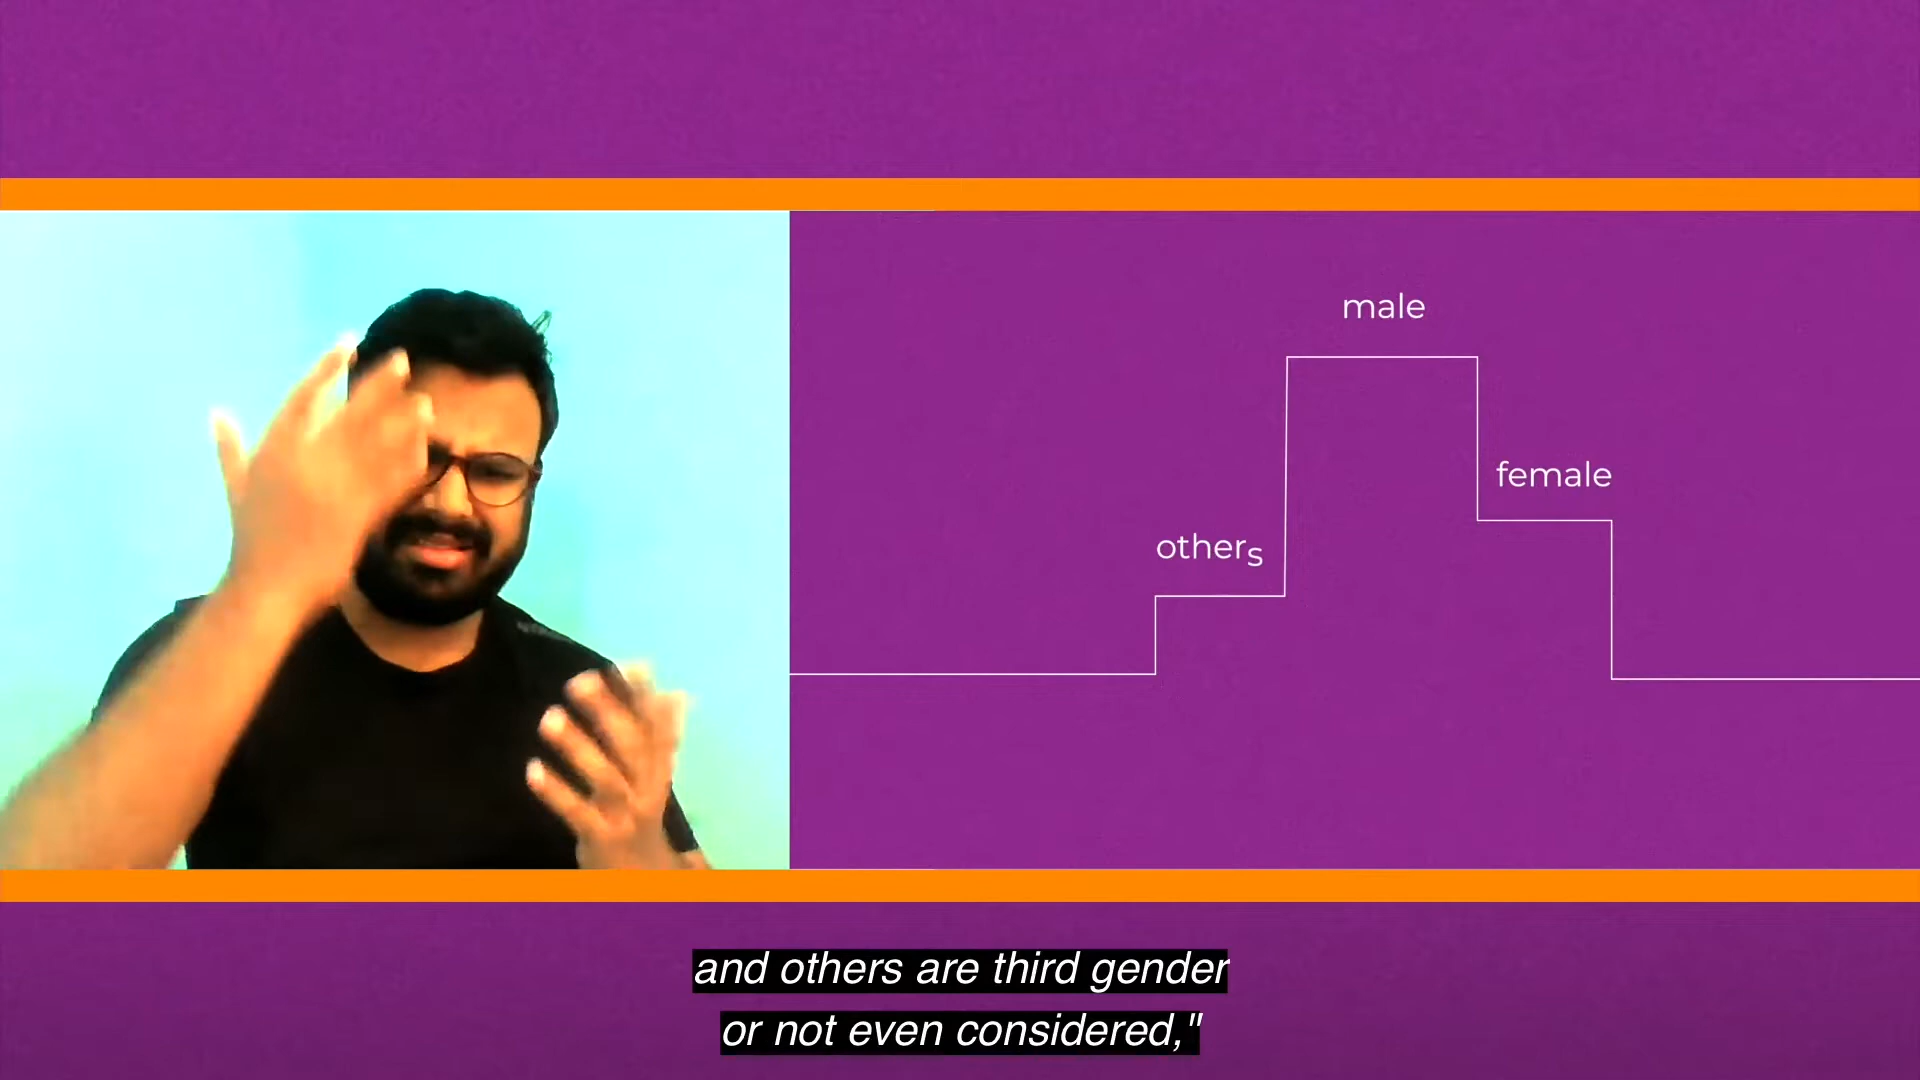 male
female
others
and others are third gender
or not even considered,"